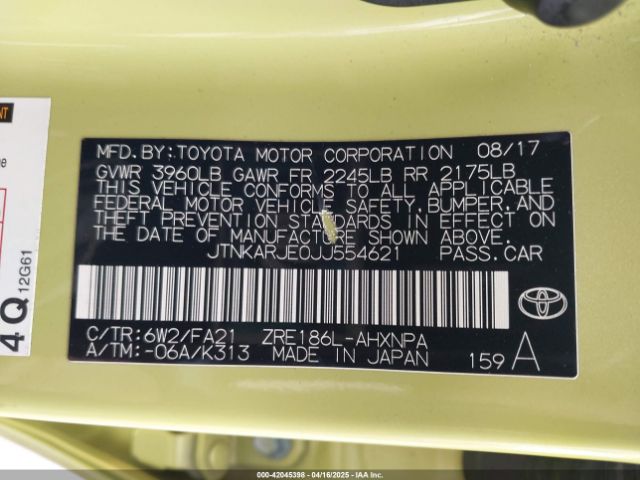 MFD. BY: TOYOTA MOTOR CORPORATION 08/17
GVWR 3960LB GAWR FR 2245LB RR 2175LB
THIS VEHICLE CONFORMS TO ALL APPLICABLE
FEDERAL MOTOR VEHICLE SAFETY, BUMPER, AND
THEFT PREVENTION STANDARDS IN EFFECT ON
THE DATE OF MANUFACTURE SHOWN ABOVE.
JTNKARJE0JJ554621 PASS. CAR
C/TR: 6W2/FA21 ZRE186L-AHXNPA
A/TM: -06A/K313 MADE IN JAPAN 159 A
4Q 12G61
000-42045398 - 04/16/2025 - IAAI.COM